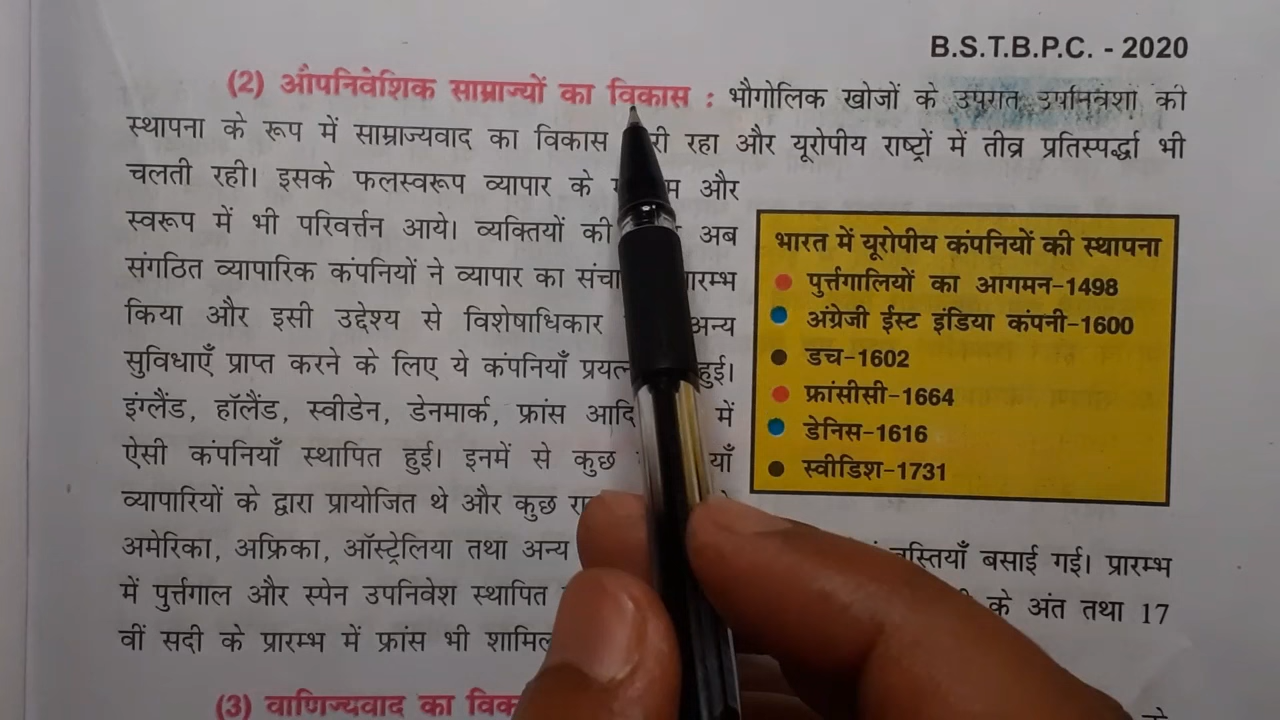 B.S.T.B.P.C. - 2020
(2) औपनिवेशिक साम्राज्यों का विकास : भौगोलिक खोजों के उपरांत उपनिवेशों की
स्थापना के रूप में साम्राज्यवाद का विकास री रहा और यूरोपीय राष्ट्रों में तीव्र प्रतिस्पर्द्धा भी
चलती रही। इसके फलस्वरूप व्यापार के और
स्वरूप में भी परिवर्त्तन आये। व्यक्तियों की अब
संगठित व्यापारिक कंपनियों ने व्यापार का संचा ारम्भ
किया और इसी उद्देश्य से विशेषाधिकार अन्य
सुविधाएँ प्राप्त करने के लिए ये कंपनियाँ प्रयत्न हुई।
इंग्लैंड, हॉलैंड, स्वीडेन, डेनमार्क, फ्रांस आदि में
ऐसी कंपनियाँ स्थापित हुई। इनमें से कुछ याँ
व्यापारियों के द्वारा प्रायोजित थे और कुछ रा
अमेरिका, अफ्रिका, ऑस्ट्रेलिया तथा अन्य बस्तियाँ बसाई गई। प्रारम्भ
में पुर्त्तगाल और स्पेन उपनिवेश स्थापित के अंत तथा 17
वीं सदी के प्रारम्भ में फ्रांस भी शामिल
(3) वाणिज्यवाद का विक
भारत में यूरोपीय कंपनियों की स्थापना
पुर्त्तगालियों का आगमन-1498
अंग्रेजी ईस्ट इंडिया कंपनी-1600
डच-1602
फ्रांसीसी-1664
डेनिस-1616
स्वीडिश-1731